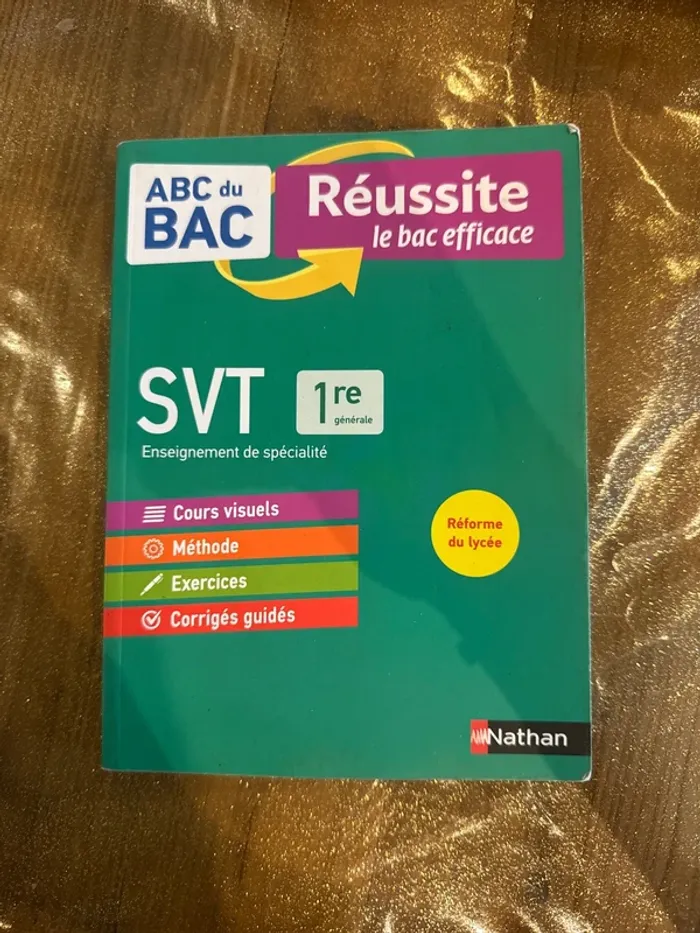 ABC du
BAC
Réussite
le bac efficace
SVT
1re
générale
Enseignement de spécialité
Cours visuels
Méthode
Exercices
Corrigés guidés
Réforme
du lycée
Nathan